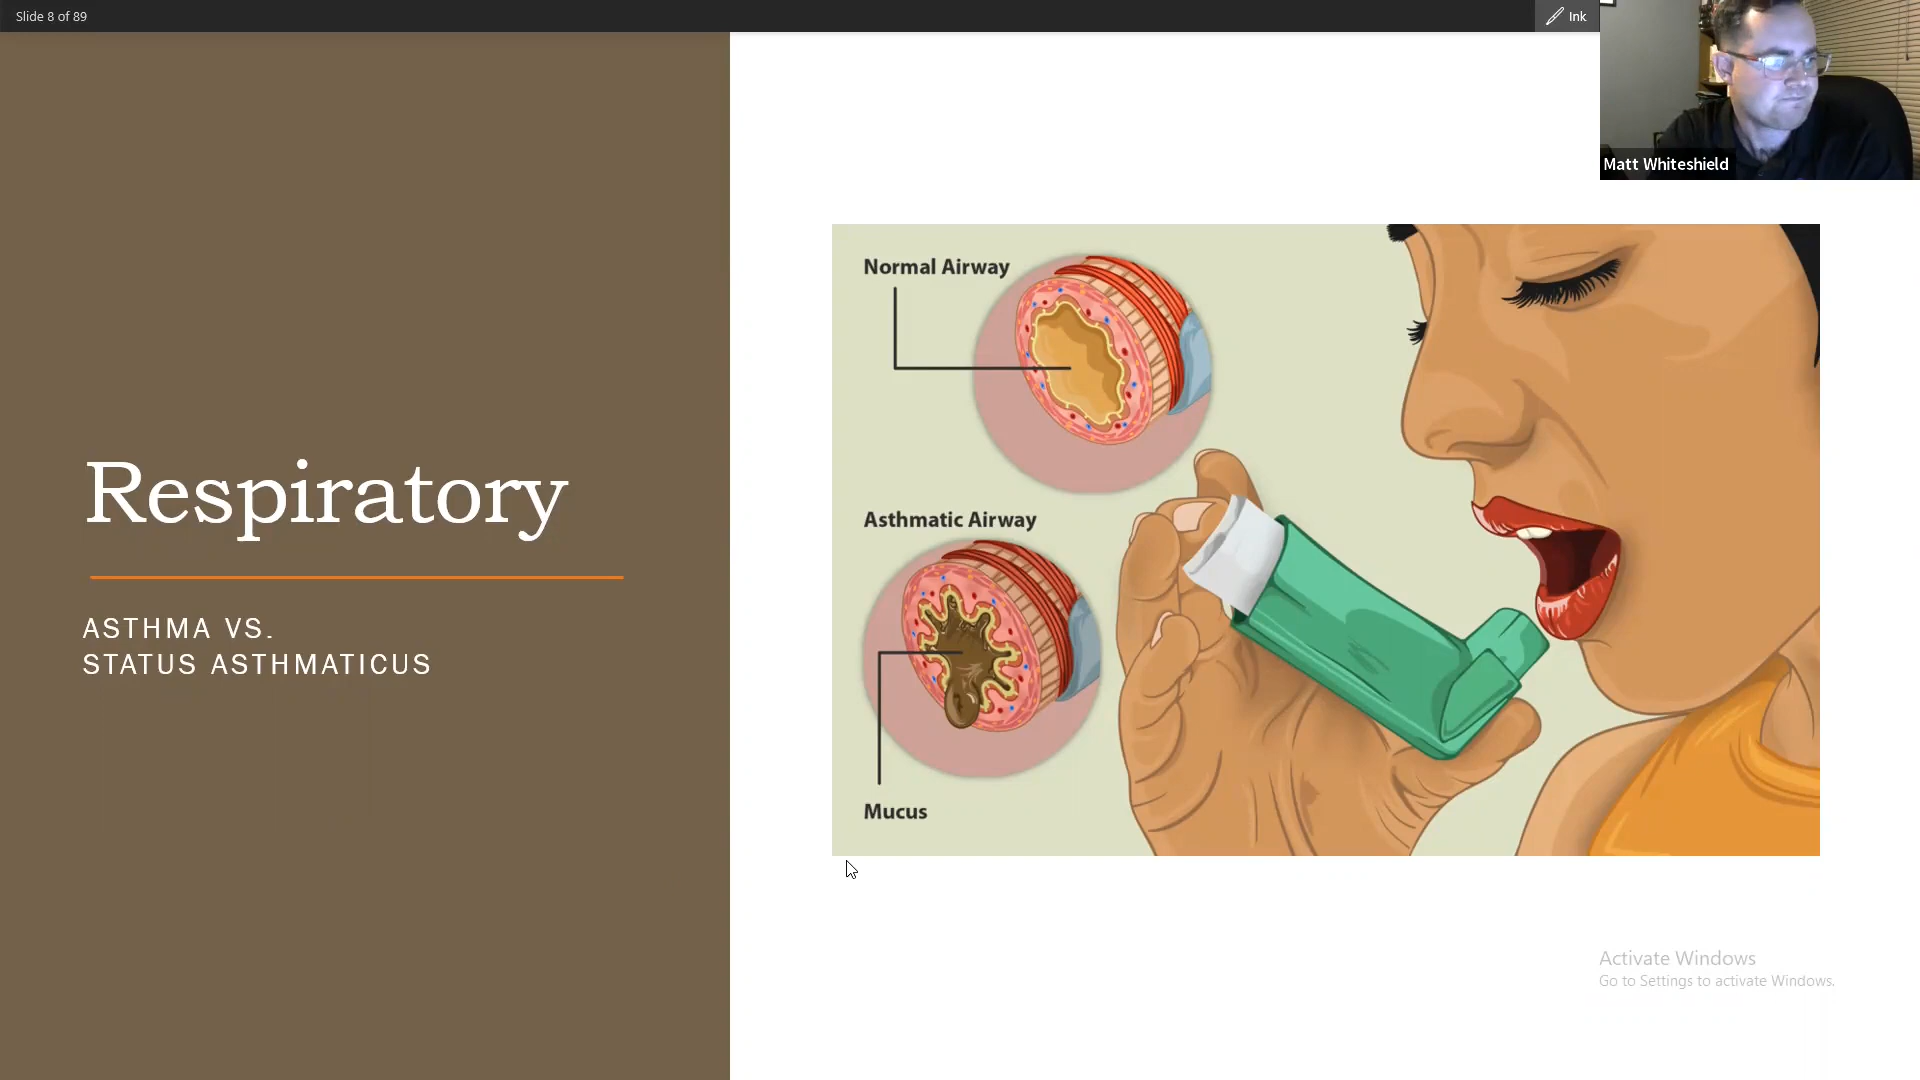 Slide 8 of 89
Ink
Matt Whiteshield
Respiratory
ASTHMA VS.
STATUS ASTHMATICUS
Normal Airway
Asthmatic Airway
Mucus
Activate Windows
Go to Settings to activate Windows.